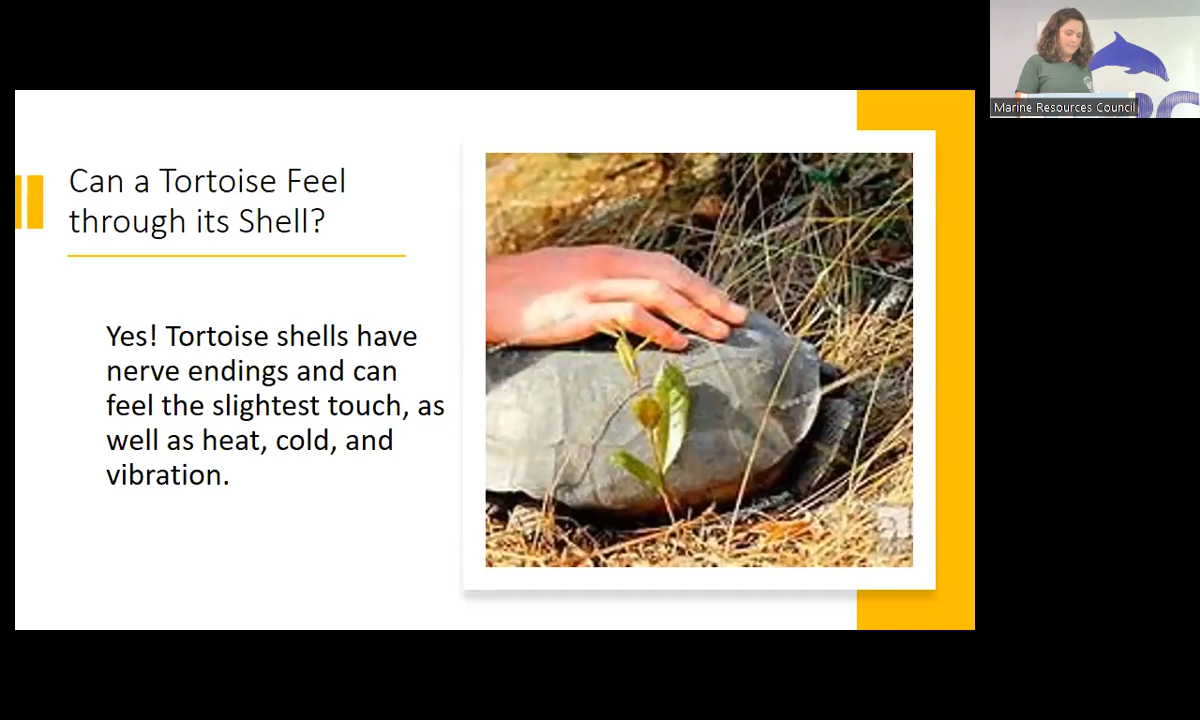 Can a Tortoise Feel
through its Shell?
Yes! Tortoise shells have
nerve endings and can
feel the slightest touch, as
well as heat, cold, and
vibration.
Marine Resources Council